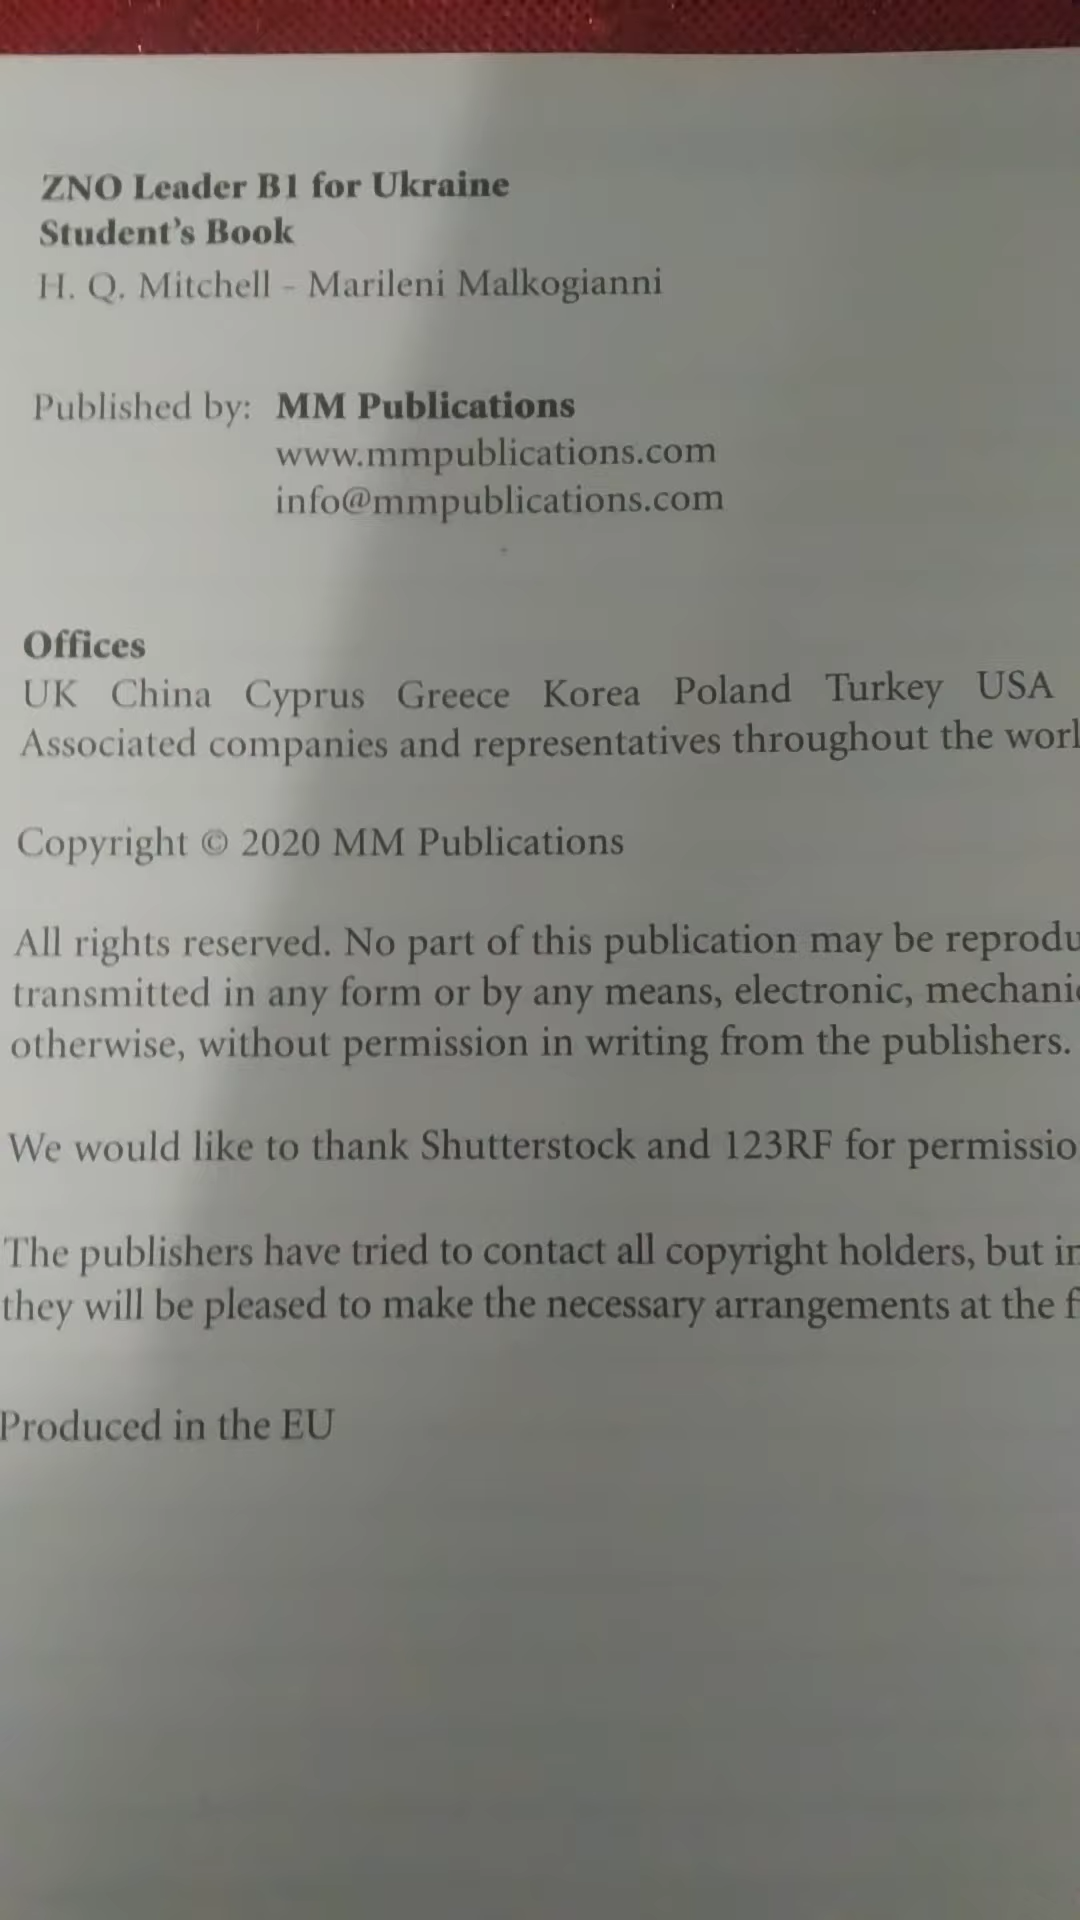 ZNO Leader B1 for Ukraine
Student's Book
H. Q. Mitchell - Marileni Malkogianni
Published by: MM Publications
www.mmpublications.com
info@mmpublications.com
Offices
UK China Cyprus Greece Korea Poland Turkey USA
Associated companies and representatives throughout the worl
Copyright © 2020 MM Publications
All rights reserved. No part of this publication may be reprodu
transmitted in any form or by any means, electronic, mechanic
otherwise, without permission in writing from the publishers.
We would like to thank Shutterstock and 123RF for permissio
The publishers have tried to contact all copyright holders, but in
they will be pleased to make the necessary arrangements at the f
Produced in the EU